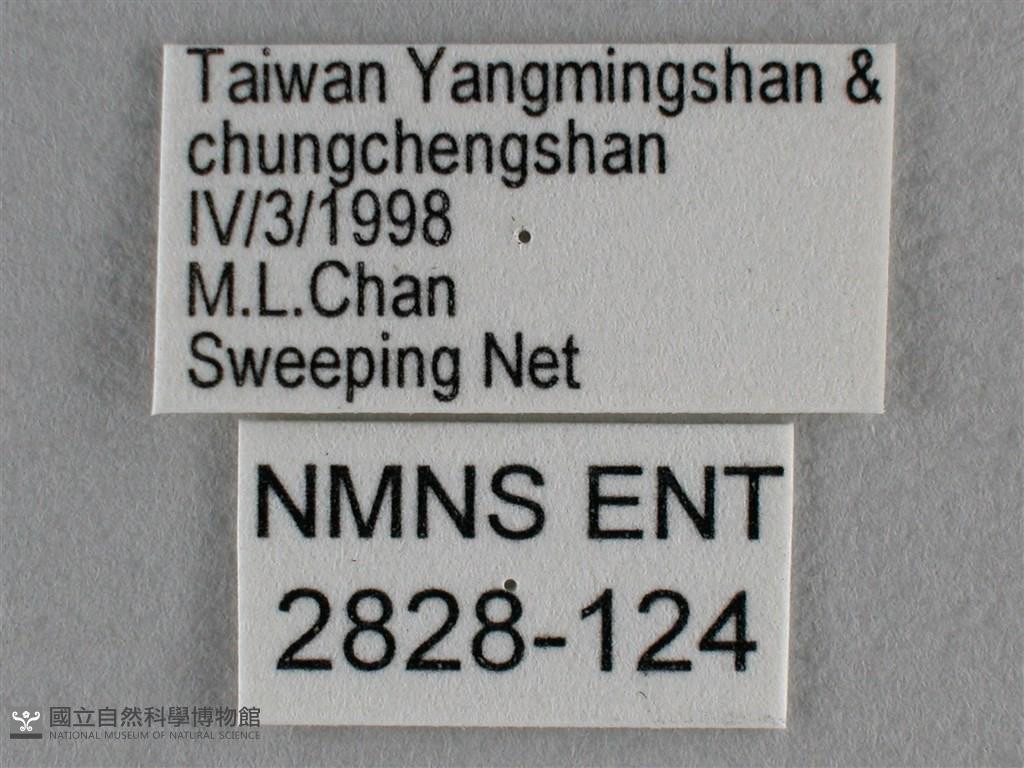 Taiwan Yangmingshan &
chungchengshan
IV/3/1998
M.L.Chan
Sweeping Net
NMNS ENT
2828-124
國立自然科學博物館
NATIONAL MUSEUM OF NATURAL SCIENCE